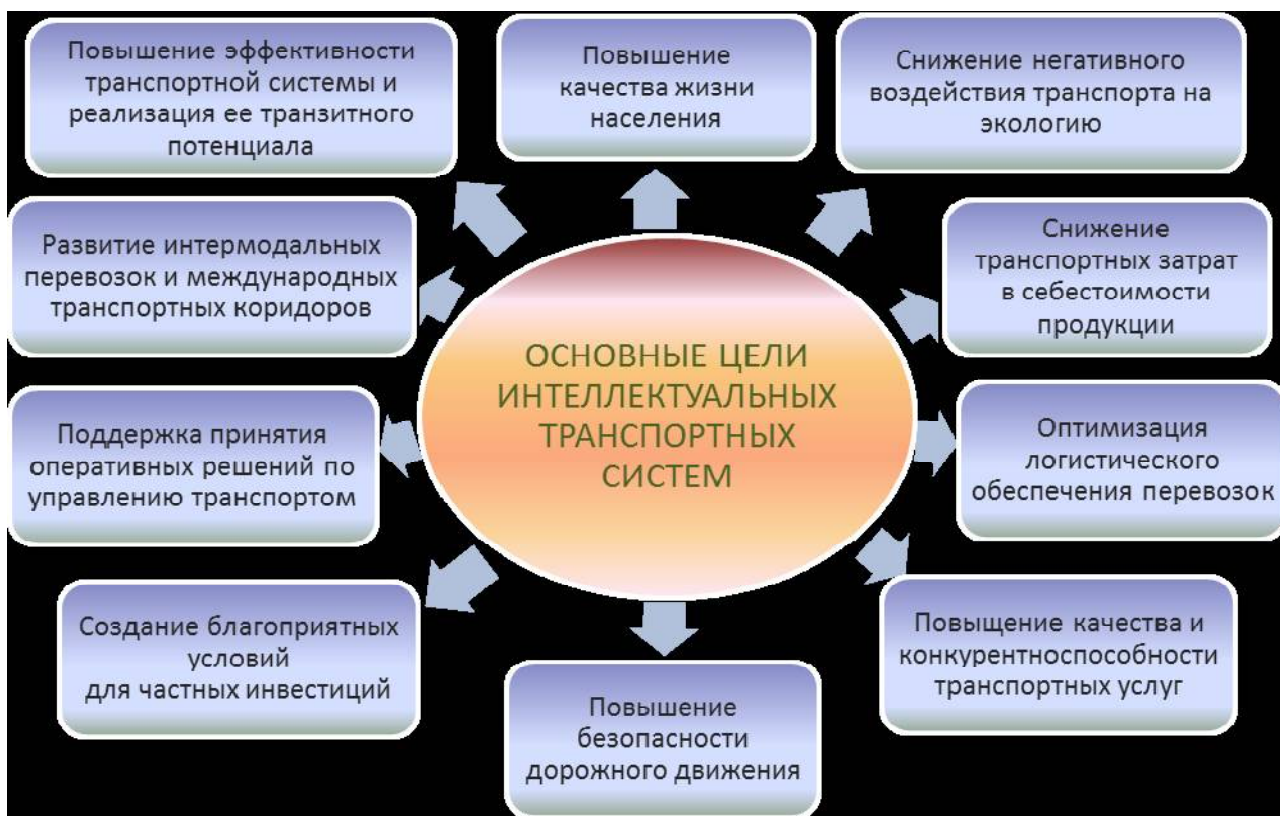 Повышение эффективности
транспортной системы и
реализация ее транзитного
потенциала
Повышение
качества жизни
населения
Снижение негативного
воздействия транспорта на
экологию
Развитие интермодальных
перевозок и международных
транспортных коридоров
Снижение
транспортных затрат
в себестоимости
продукции
ОСНОВНЫЕ ЦЕЛИ
ИНТЕЛЛЕКТУАЛЬНЫХ
ТРАНСПОРТНЫХ
СИСТЕМ
Поддержка принятия
оперативных решений по
управлению транспортом
Оптимизация
логистического
обеспечения перевозок
Создание благоприятных
условий
для частных инвестиций
Повыщение качества и
конкурентноспособности
транспортных услуг
Повышение
безопасности
дорожного движения